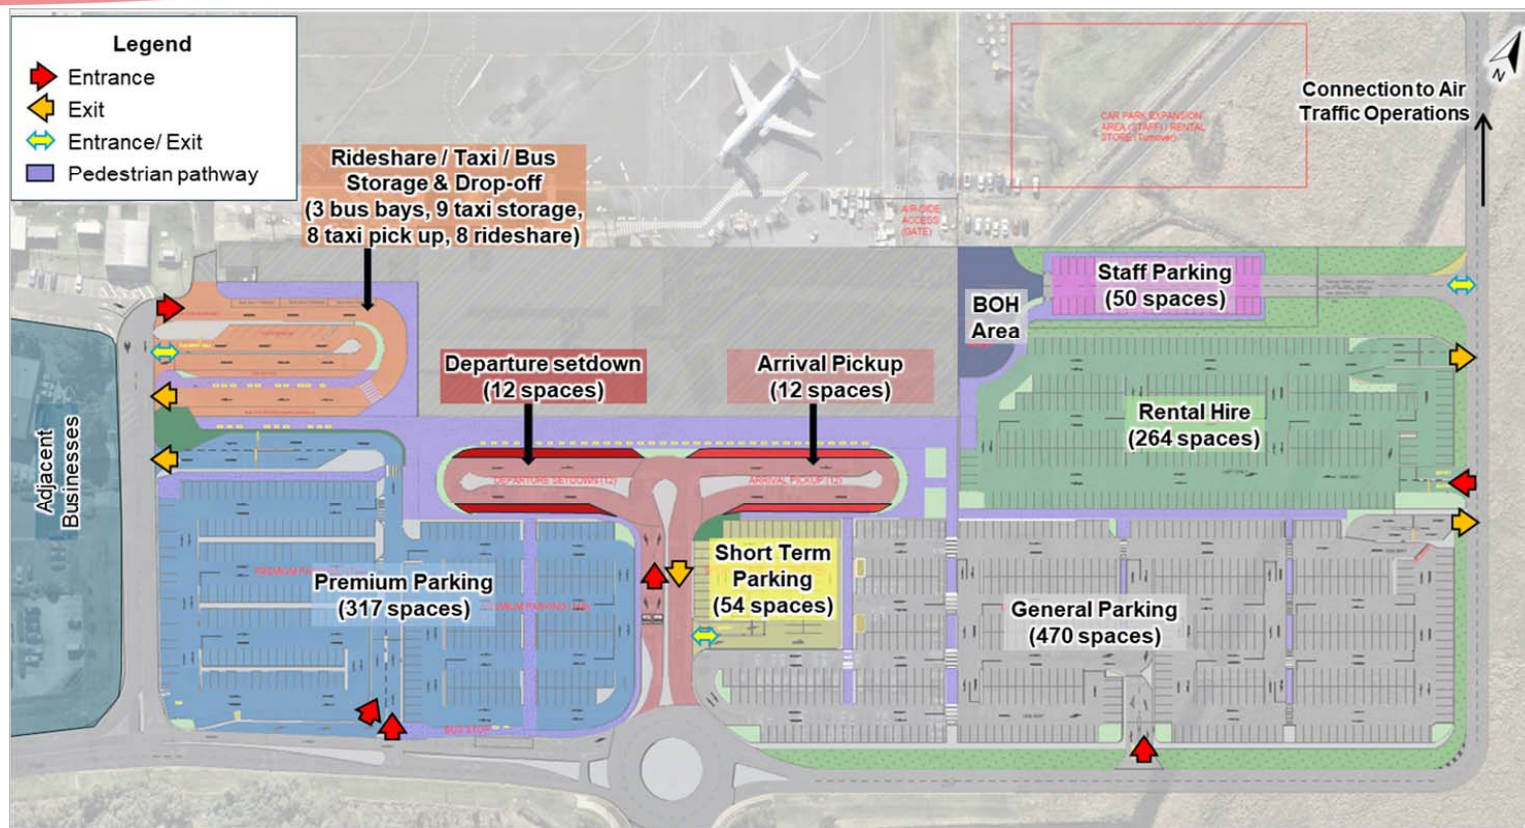 Legend
Entrance
Exit
Entrance/ Exit
Pedestrian pathway
Rideshare / Taxi / Bus
Storage & Drop-off
(3 bus bays, 9 taxi storage,
8 taxi pick up, 8 rideshare)
CAR PARK EXPANSION
AREA (STAFF) / RENTAL
STORE (Turnover)
Connection to Air
Traffic Operations
N
AIR-SIDE
ACCESS
(GATE)
Staff Parking
(50 spaces)
BOH
Area
Departure setdown
(12 spaces)
Arrival Pickup
(12 spaces)
Rental Hire
(264 spaces)
DEPARTURE SETDOWN (12)
ARRIVAL PICKUP (12)
Adjacent
Businesses
Premium Parking
(317 spaces)
Short Term
Parking
(54 spaces)
General Parking
(470 spaces)
BUS STOP